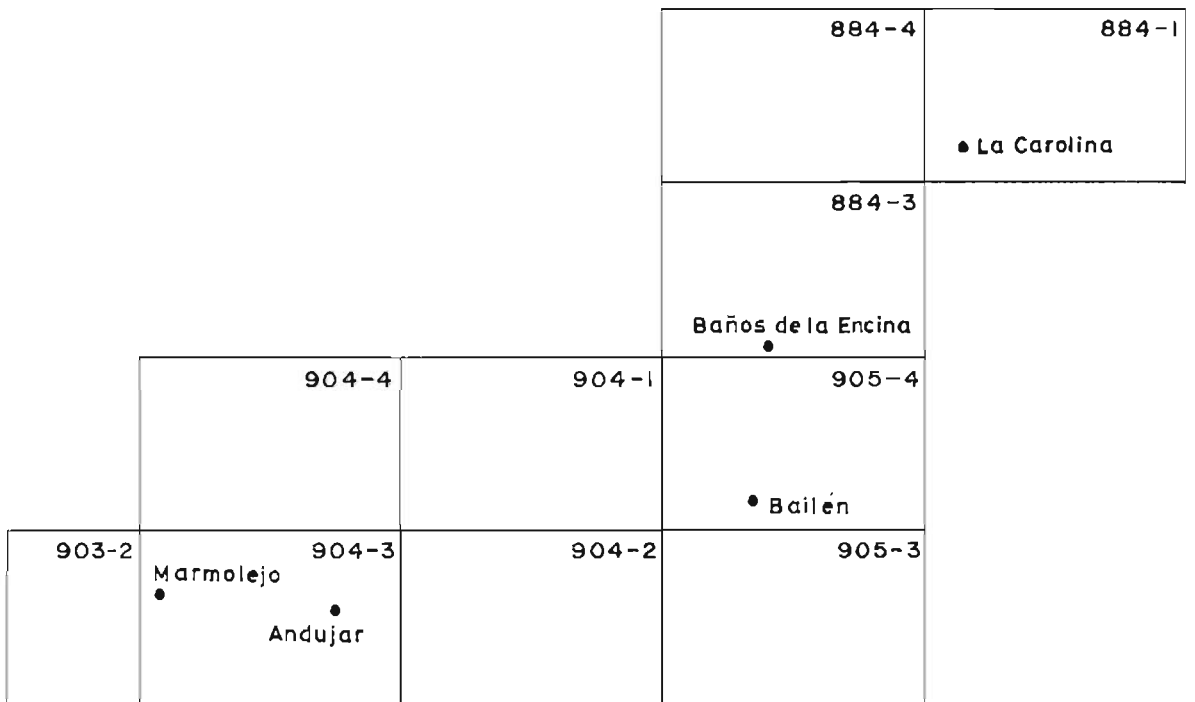 884-4
884-1
La Carolina
884-3
Baños de la Encina
904-4
904-1
905-4
Bailén
903-2
904-3
904-2
905-3
Marmolejo
Andujar